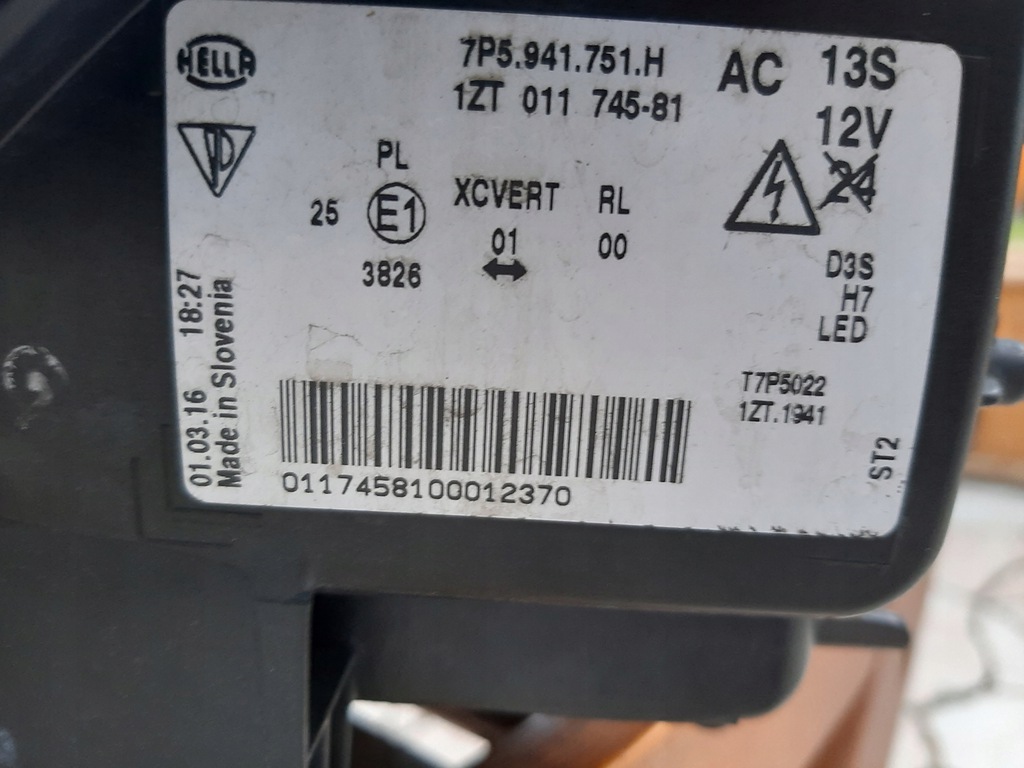 HELLA
7P5.941.751.H
1ZT 011 745-81
AC
13S
12V
24
PL
25
E1
3826
XCVERT
01
RL
00
D3S
H7
LED
T7P5022
1ZT.1941
ST2
01.03.16 18:27
Made in Slovenia
0117458100012370